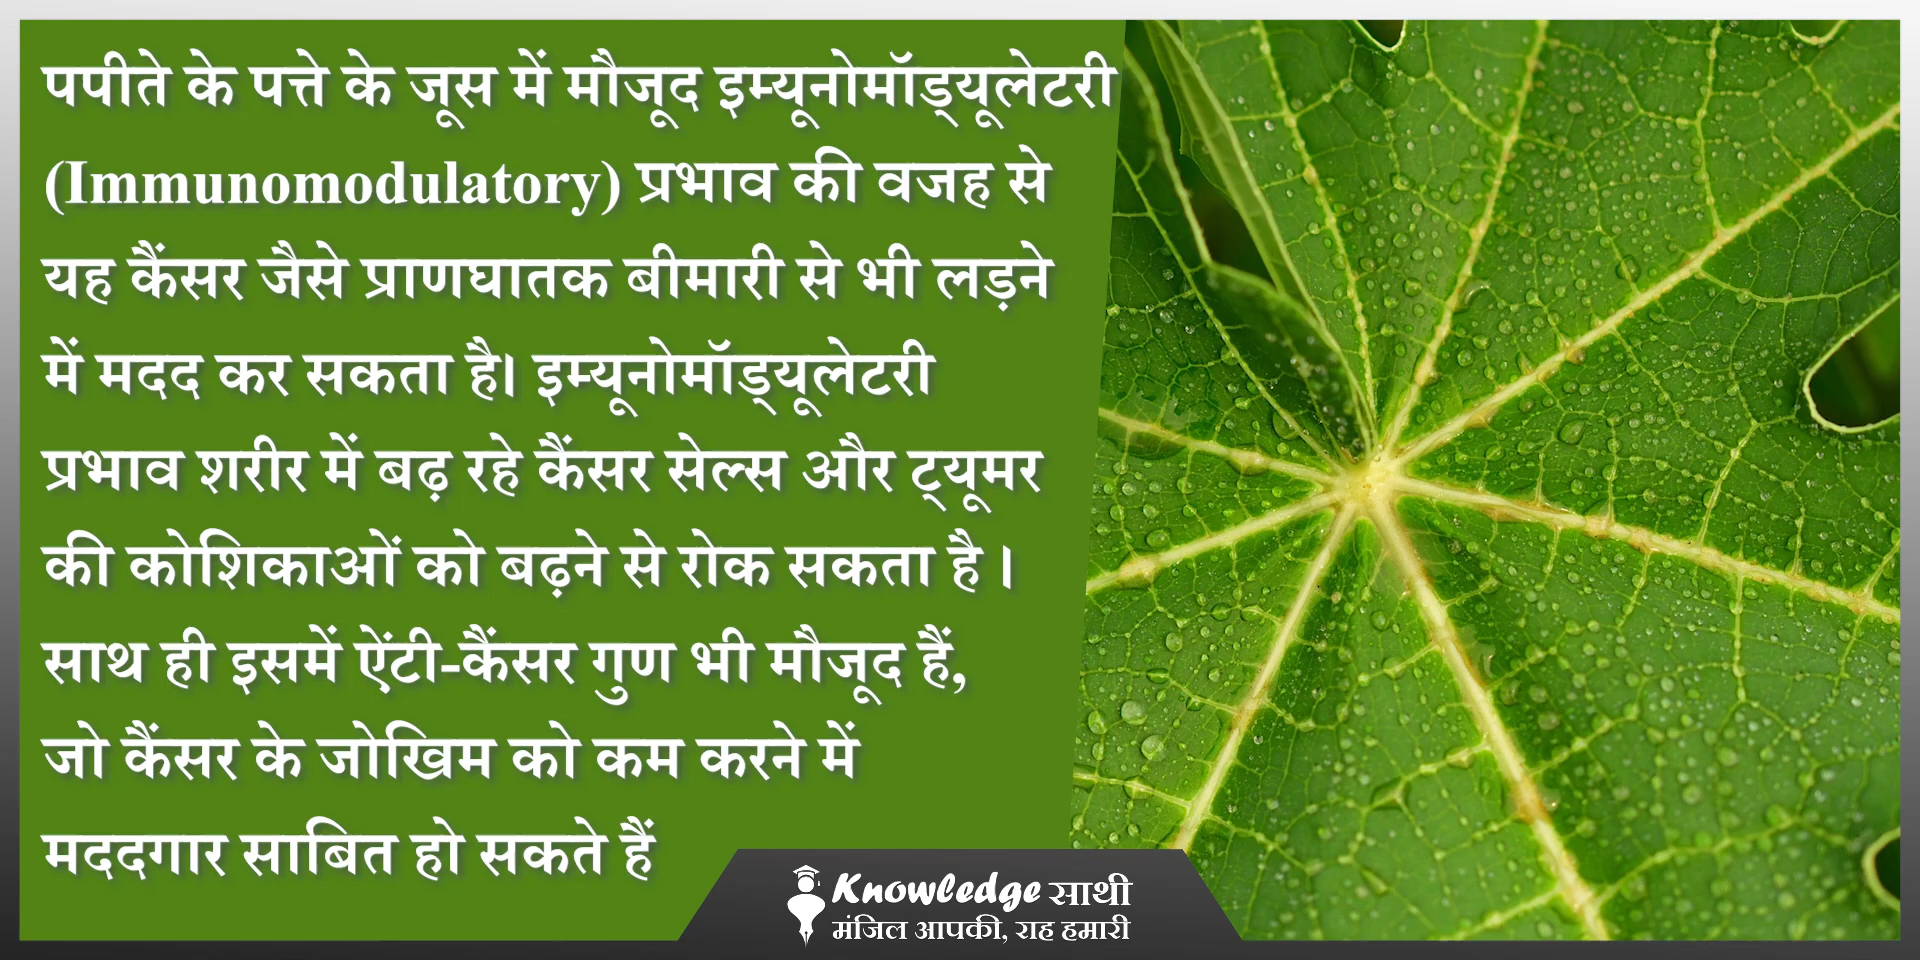 पपीते के पत्ते के जूस में मौजूद इम्यूनोमॉड्यूलेटरी
(Immunomodulatory) प्रभाव की वजह से
यह कैंसर जैसे प्राणघातक बीमारी से भी लड़ने
में मदद कर सकता है। इम्यूनोमॉड्यूलेटरी
प्रभाव शरीर में बढ़ रहे कैंसर सेल्स और ट्यूमर
की कोशिकाओं को बढ़ने से रोक सकता है ।
साथ ही इसमें ऐंटी-कैंसर गुण भी मौजूद हैं,
जो कैंसर के जोखिम को कम करने में
मददगार साबित हो सकते हैं
Knowledge साथी
मंजिल आपकी, राह हमारी